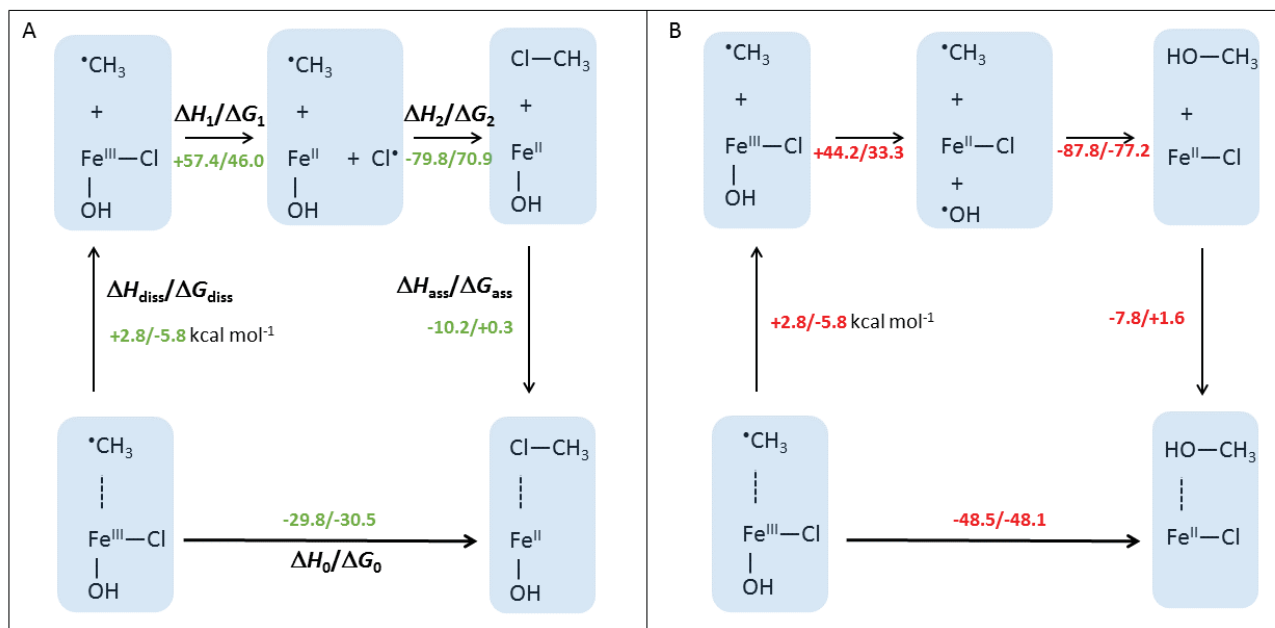 A
•CH₃
+
Feᴵᴵᴵ—Cl
OH
ΔH₁/ΔG₁
+57.4/46.0
•CH₃
+
Feᴵᴵ + Cl•
OH
ΔH₂/ΔG₂
-79.8/70.9
Cl—CH₃
+
Feᴵᴵ
OH
ΔH_diss/ΔG_diss
+2.8/-5.8 kcal mol⁻¹
ΔH_ass/ΔG_ass
-10.2/+0.3
•CH₃
Feᴵᴵᴵ—Cl
OH
-29.8/-30.5
ΔH₀/ΔG₀
Cl—CH₃
Feᴵᴵ
OH
B
•CH₃
+
Feᴵᴵᴵ—Cl
OH
+44.2/33.3
•CH₃
+
Feᴵᴵ—Cl
+
•OH
-87.8/-77.2
HO—CH₃
+
Feᴵᴵ—Cl
+2.8/-5.8 kcal mol⁻¹
-7.8/+1.6
•CH₃
Feᴵᴵᴵ—Cl
OH
-48.5/-48.1
HO—CH₃
Feᴵᴵ—Cl